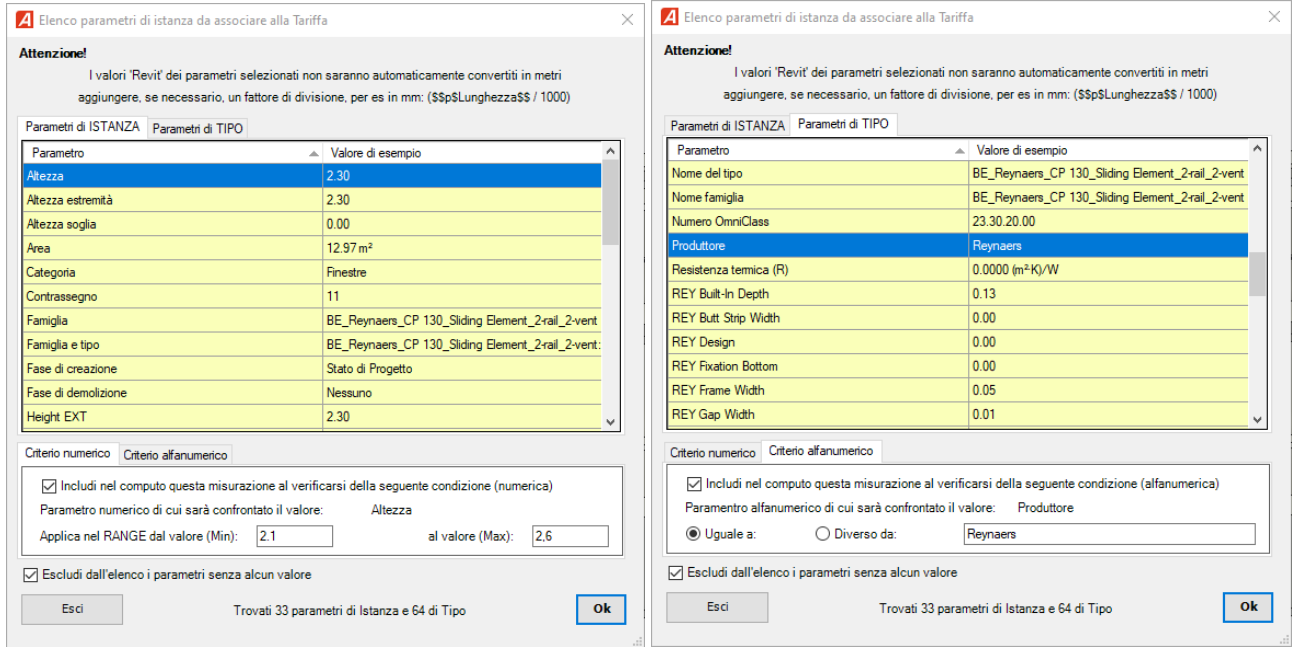 Elenco parametri di istanza da associare alla Tariffa
Attenzione!
I valori 'Revit' dei parametri selezionati non saranno automaticamente convertiti in metri
aggiungere, se necessario, un fattore di divisione, per es in mm: ($$p$Lunghezza$$ / 1000)
Parametri di ISTANZA Parametri di TIPO
Parametro Valore di esempio
Altezza 2.30
Altezza estremità 2.30
Altezza soglia 0.00
Area 12.97 m²
Categoria Finestre
Contrassegno 11
Famiglia BE_Reynaers_CP 130_Sliding Element_2-rail_2-vent
Famiglia e tipo BE_Reynaers_CP 130_Sliding Element_2-rail_2-vent:
Fase di creazione Stato di Progetto
Fase di demolizione Nessuno
Height EXT 2.30
Criterio numerico Criterio alfanumerico
Includi nel computo questa misurazione al verificarsi della seguente condizione (numerica)
Parametro numerico di cui sarà confrontato il valore: Altezza
Applica nel RANGE dal valore (Min): 2.1 al valore (Max): 2,6
Escludi dall'elenco i parametri senza alcun valore
Esci Trovati 33 parametri di Istanza e 64 di Tipo Ok
Elenco parametri di istanza da associare alla Tariffa
Attenzione!
I valori 'Revit' dei parametri selezionati non saranno automaticamente convertiti in metri
aggiungere, se necessario, un fattore di divisione, per es in mm: ($$p$Lunghezza$$ / 1000)
Parametri di ISTANZA Parametri di TIPO
Parametro Valore di esempio
Nome del tipo BE_Reynaers_CP 130_Sliding Element_2-rail_2-vent
Nome famiglia BE_Reynaers_CP 130_Sliding Element_2-rail_2-vent
Numero OmniClass 23.30.20.00
Produttore Reynaers
Resistenza termica (R) 0.0000 (m²·K)/W
REY Built-In Depth 0.13
REY Butt Strip Width 0.00
REY Design 0.00
REY Fixation Bottom 0.00
REY Frame Width 0.05
REY Gap Width 0.01
Criterio numerico Criterio alfanumerico
Includi nel computo questa misurazione al verificarsi della seguente condizione (alfanumerica)
Paramentro alfanumerico di cui sarà confrontato il valore: Produttore
Uguale a: Diverso da: Reynaers
Escludi dall'elenco i parametri senza alcun valore
Esci Trovati 33 parametri di Istanza e 64 di Tipo Ok